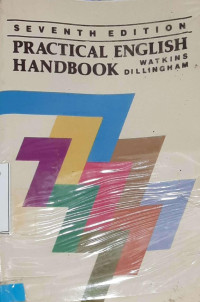 SEVENTH EDITION
PRACTICAL ENGLISH
HANDBOOK WATKINS
DILLINGHAM